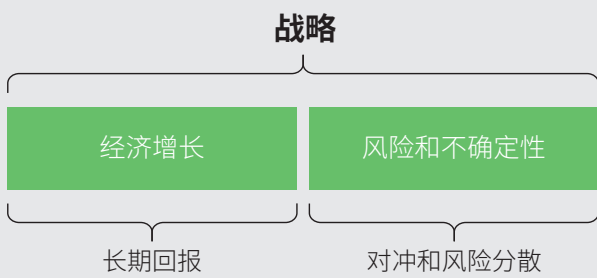 战略
经济增长
风险和不确定性
长期回报
对冲和风险分散